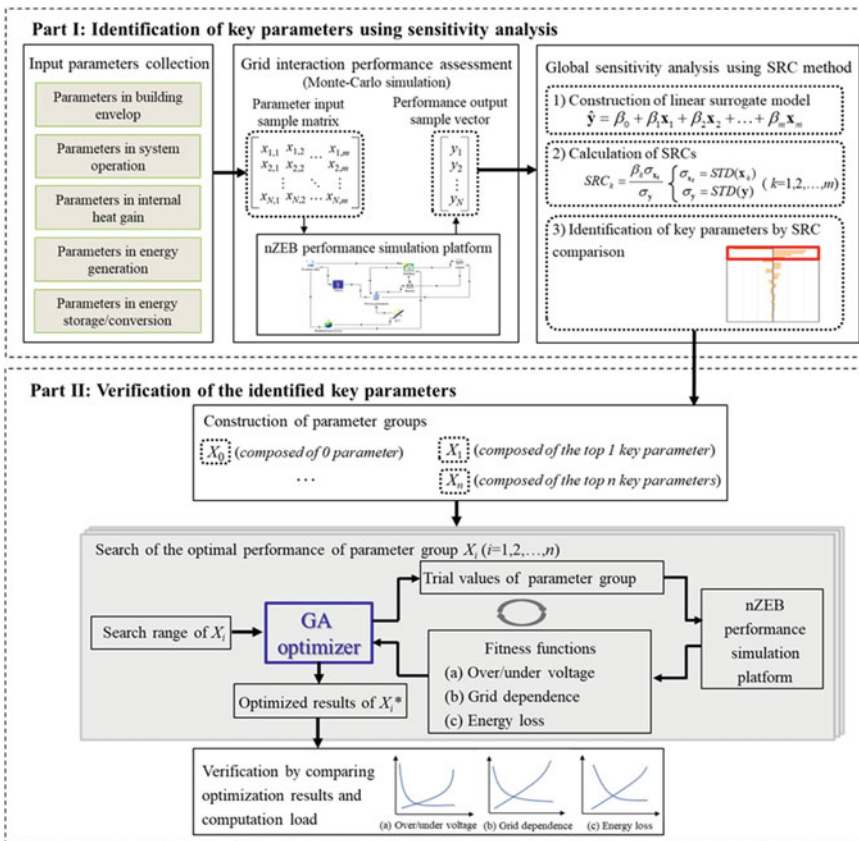 Part I: Identification of key parameters using sensitivity analysis
Input parameters collection
Parameters in building
envelop
Parameters in system
operation
Parameters in internal
heat gain
Parameters in energy
generation
Parameters in energy
storage/conversion
Grid interaction performance assessment
(Monte-Carlo simulation)
Parameter input
sample matrix
x1,1 x1,2 … x1,m
x2,1 x2,2 … x2,m
⋮ ⋱ ⋱ ⋮
xN,1 xN,2 … xN,m
Performance output
sample vector
y1
y2
⋮
yN
nZEB performance simulation platform
Global sensitivity analysis using SRC method
1) Construction of linear surrogate model
ŷ = β0 + β1x1 + β2x2 + … + βmxm
2) Calculation of SRCs
SRCk = βkσxk / σy { σxk = STD(xk) σy = STD(y) ( k=1,2,…,m)
3) Identification of key parameters by SRC
comparison
Part II: Verification of the identified key parameters
Construction of parameter groups
X0 (composed of 0 parameter)
X1 (composed of the top 1 key parameter)
…
Xn (composed of the top n key parameters)
Search of the optimal performance of parameter group Xi (i=1,2,…,n)
Search range of Xi
GA
optimizer
Trial values of parameter group
nZEB
performance
simulation
platform
Fitness functions
(a) Over/under voltage
(b) Grid dependence
(c) Energy loss
Optimized results of Xi*
Verification by comparing
optimization results and
computation load
(a) Over/under voltage
(b) Grid dependence
(c) Energy loss